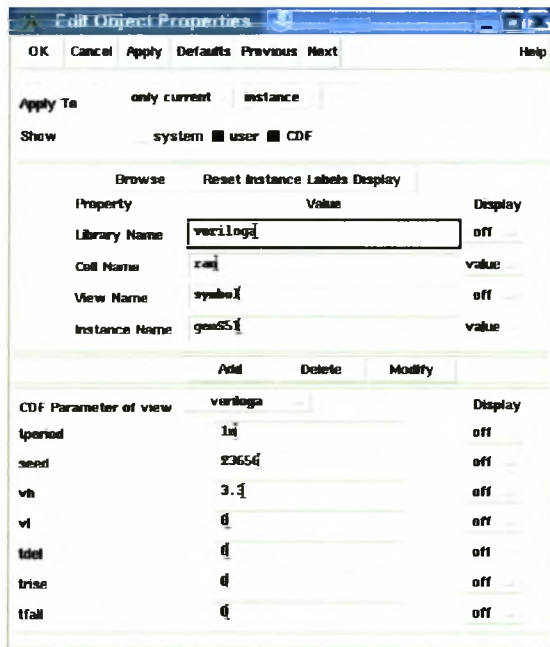 Edit Object Properties
OK Cancel Apply Defaults Previous Next Help
Apply To only current instance
Show system user CDF
Browse Reset Instance Labels Display
Property Value Display
Library Name veriloga off
Cell Name value
View Name symbol off
Instance Name value
Add Delete Modify
CDF Parameter of view veriloga Display
tperiod off
seed off
vh 3.3 off
vl 0 off
tdel 0 off
trise 0 off
tfall 0 off